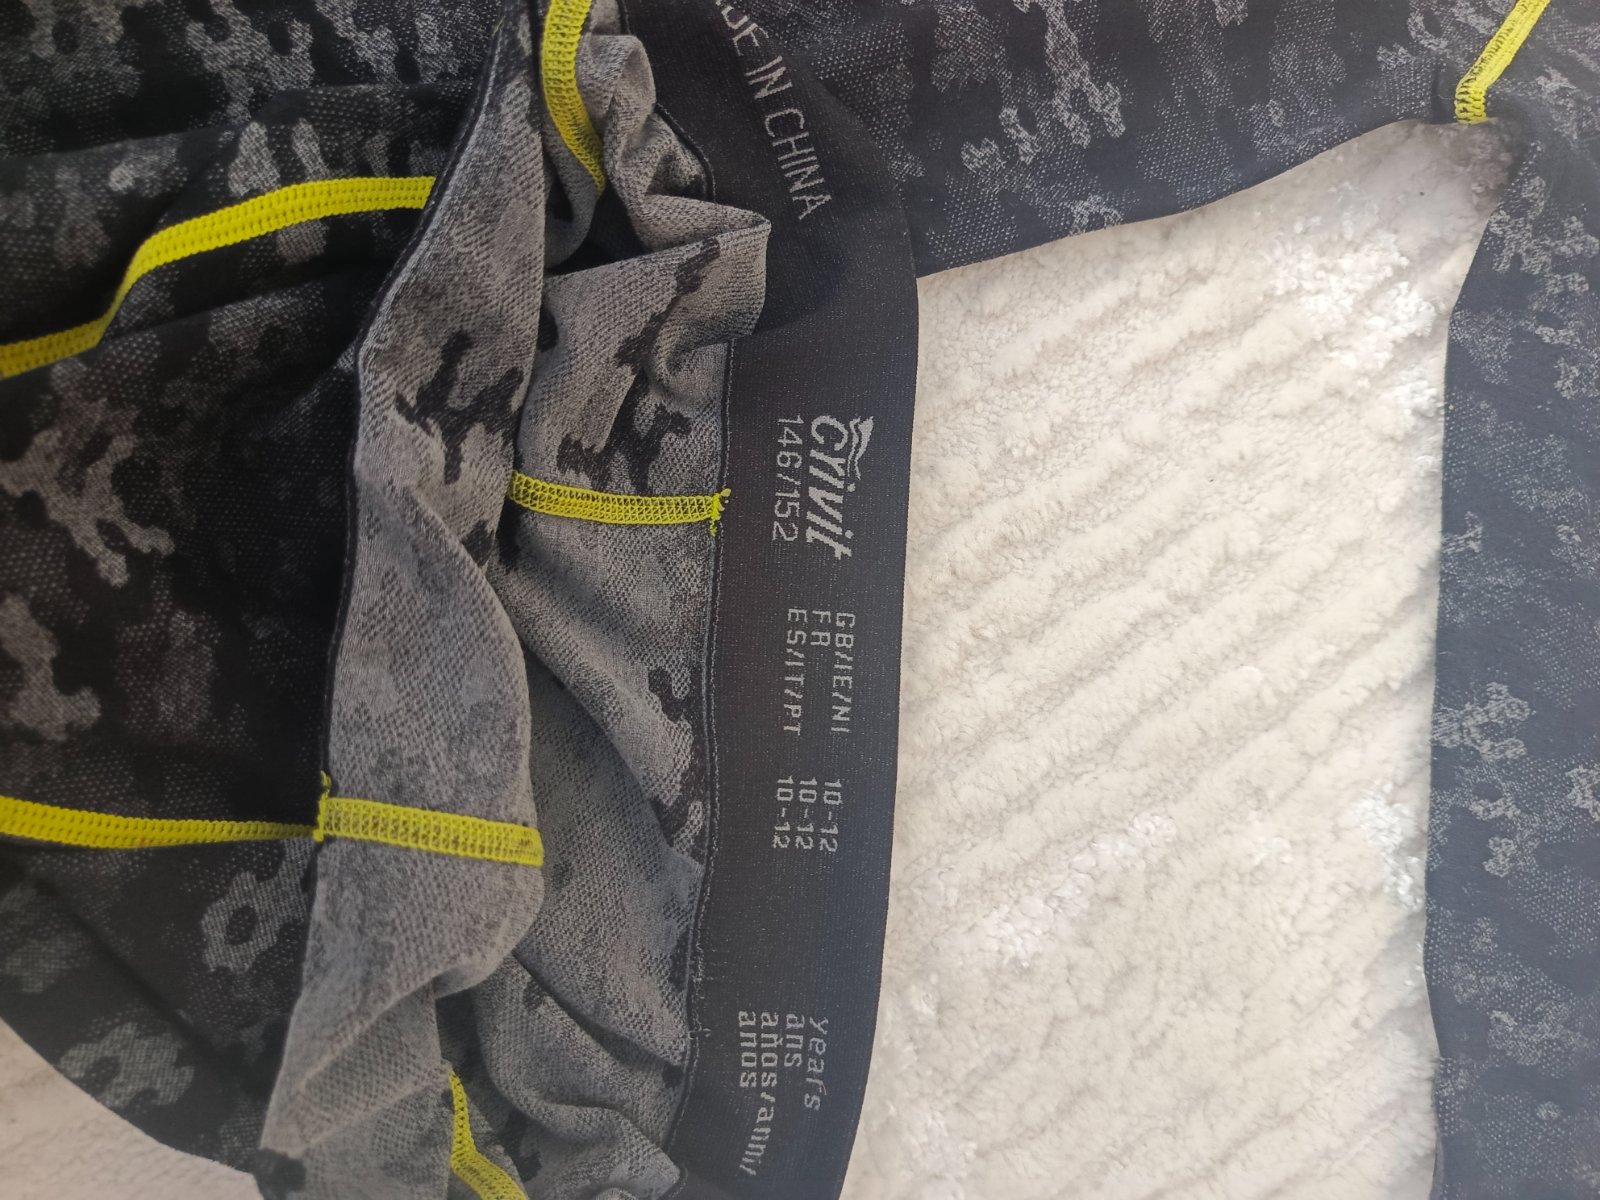 DE IN CHINA
crivit
146/152
GB/IE/NI 10-12 years
FR 10-12 ans
ES/IT/PT 10-12 años/anni/
anos